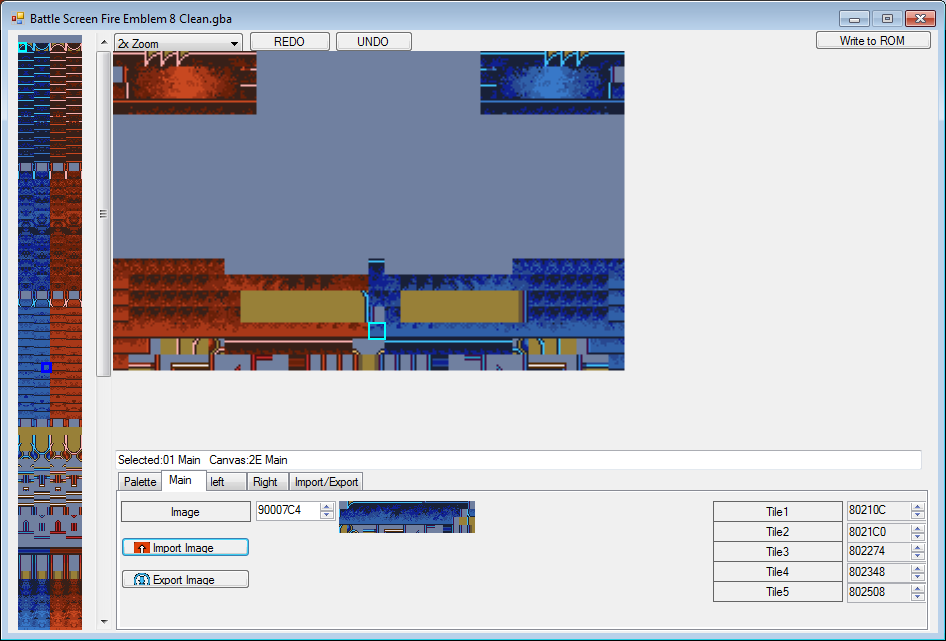 Battle Screen Fire Emblem 8 Clean.gba
2x Zoom
REDO
UNDO
Write to ROM
Selected:01 Main Canvas:2E Main
Palette
Main
left
Right
Import/Export
Image
90007C4
Import Image
Export Image
Tile1
80210C
Tile2
8021C0
Tile3
802274
Tile4
802348
Tile5
802508